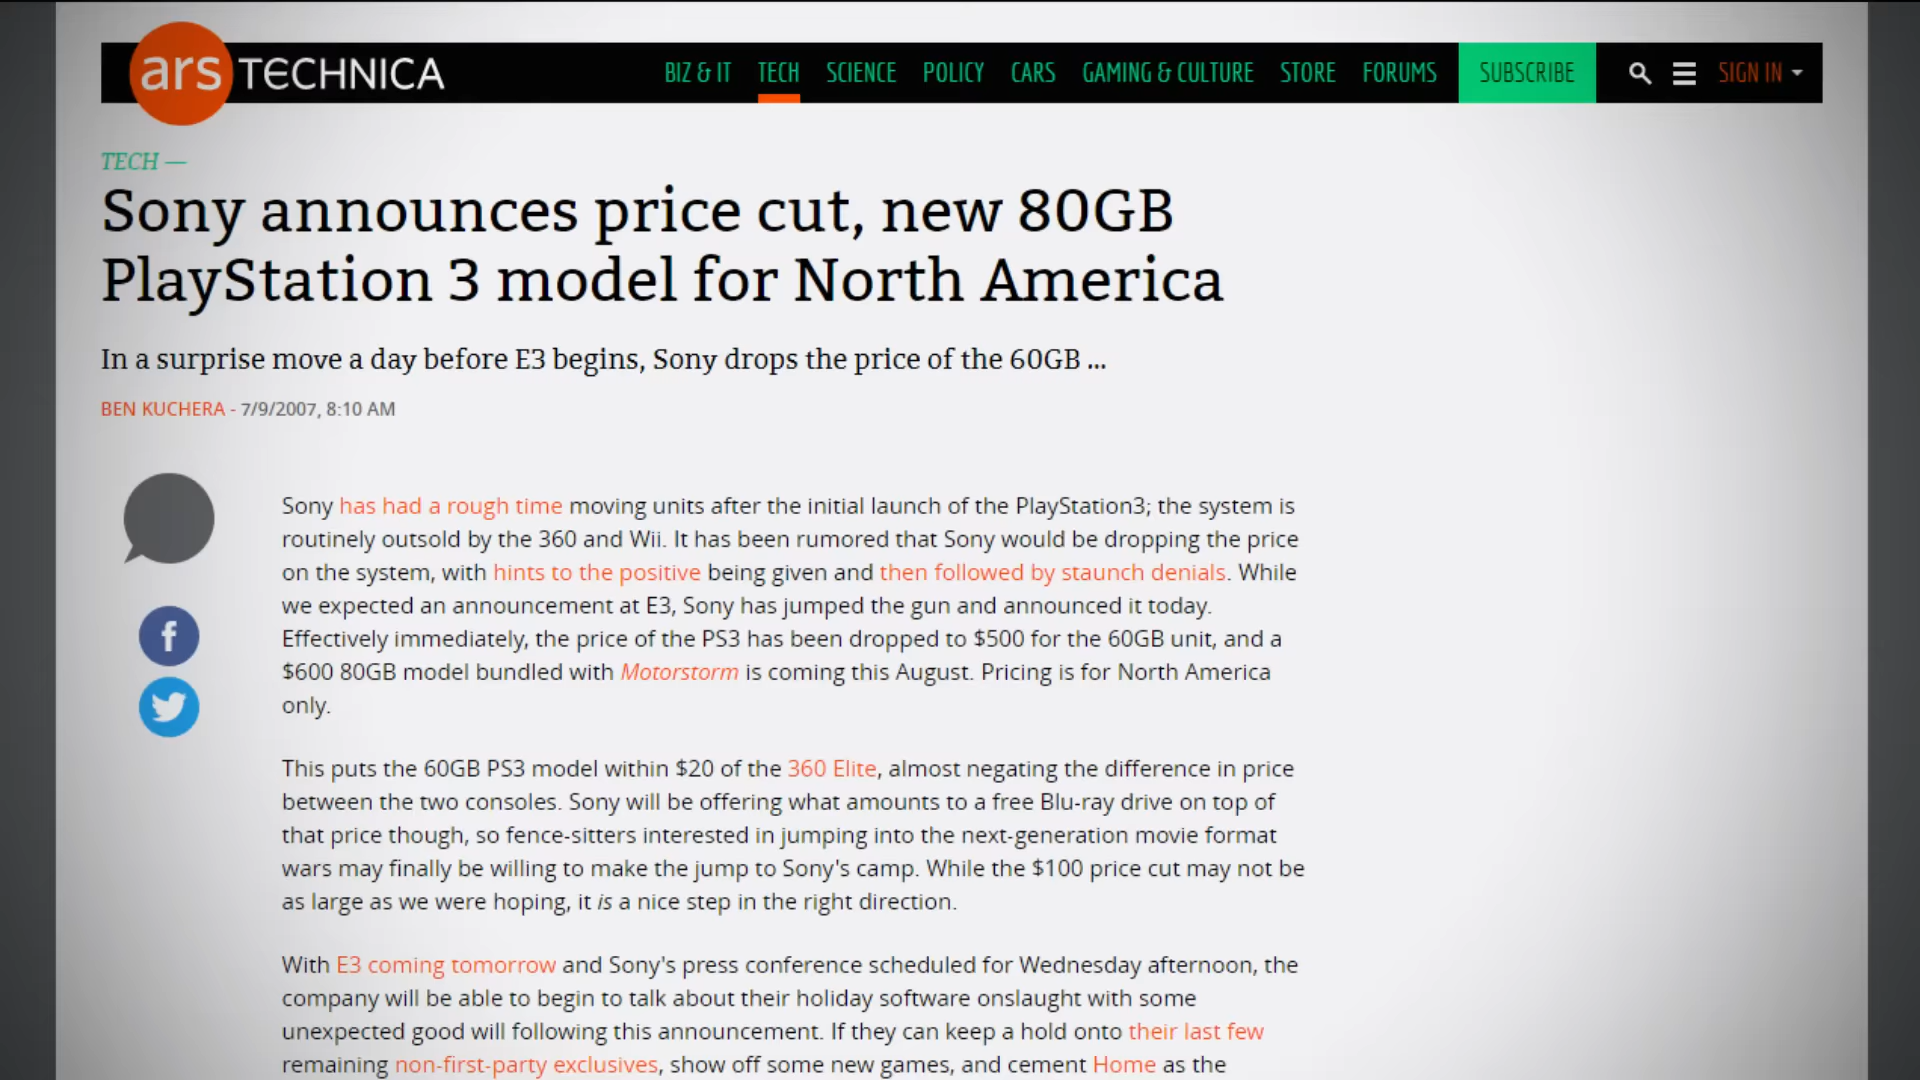 ars TECHNICA
BIZ & IT TECH SCIENCE POLICY CARS GAMING & CULTURE STORE FORUMS SUBSCRIBE SIGN IN
TECH —
Sony announces price cut, new 80GB
PlayStation 3 model for North America
In a surprise move a day before E3 begins, Sony drops the price of the 60GB ...
BEN KUCHERA - 7/9/2007, 8:10 AM
Sony has had a rough time moving units after the initial launch of the PlayStation3; the system is
routinely outsold by the 360 and Wii. It has been rumored that Sony would be dropping the price
on the system, with hints to the positive being given and then followed by staunch denials. While
we expected an announcement at E3, Sony has jumped the gun and announced it today.
Effectively immediately, the price of the PS3 has been dropped to $500 for the 60GB unit, and a
$600 80GB model bundled with Motorstorm is coming this August. Pricing is for North America
only.
This puts the 60GB PS3 model within $20 of the 360 Elite, almost negating the difference in price
between the two consoles. Sony will be offering what amounts to a free Blu-ray drive on top of
that price though, so fence-sitters interested in jumping into the next-generation movie format
wars may finally be willing to make the jump to Sony's camp. While the $100 price cut may not be
as large as we were hoping, it is a nice step in the right direction.
With E3 coming tomorrow and Sony's press conference scheduled for Wednesday afternoon, the
company will be able to begin to talk about their holiday software onslaught with some
unexpected good will following this announcement. If they can keep a hold onto their last few
remaining non-first-party exclusives, show off some new games, and cement Home as the